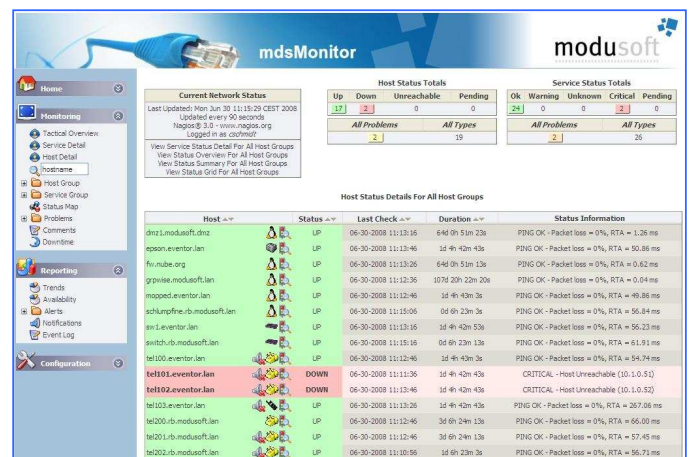 mdsMonitor
modusoft
Home
Monitoring
Tactical Overview
Service Detail
Host Detail
hostname
Host Group
Service Group
Status Map
Problems
Comments
Downtime
Reporting
Trends
Availability
Alerts
Notifications
Event Log
Configuration
Current Network Status
Last Updated: Mon Jun 30 11:15:29 CEST 2008
Updated every 90 seconds
Nagios® 3.0 - www.nagios.org
Logged in as cschmidt
View Service Status Detail For All Host Groups
View Status Overview For All Host Groups
View Status Summary For All Host Groups
View Status Grid For All Host Groups
Host Status Totals
Up Down Unreachable Pending
17 2 0 0
All Problems All Types
2 19
Service Status Totals
Ok Warning Unknown Critical Pending
24 0 0 2 0
All Problems All Types
2 26
Host Status Details For All Host Groups
Host Status Last Check Duration Status Information
dmz1.modusoft.dmz UP 06-30-2008 11:13:16 64d 0h 51m 23s PING OK - Packet loss = 0%, RTA = 1.26 ms
epson.eventor.lan UP 06-30-2008 11:13:46 1d 4h 42m 43s PING OK - Packet loss = 0%, RTA = 50.86 ms
fw.nube.org UP 06-30-2008 11:13:26 64d 0h 51m 13s PING OK - Packet loss = 0%, RTA = 0.62 ms
grpwise.modusoft.lan UP 06-30-2008 11:12:36 107d 20h 22m 20s PING OK - Packet loss = 0%, RTA = 0.04 ms
mopped.eventor.lan UP 06-30-2008 11:12:46 1d 4h 43m 3s PING OK - Packet loss = 0%, RTA = 49.86 ms
schlumpfine.rb.modusoft.lan UP 06-30-2008 11:15:06 0d 6h 23m 3s PING OK - Packet loss = 0%, RTA = 56.84 ms
sw1.eventor.lan UP 06-30-2008 11:13:16 1d 4h 42m 53s PING OK - Packet loss = 0%, RTA = 56.23 ms
switch.rb.modusoft.lan UP 06-30-2008 11:15:16 0d 6h 23m 13s PING OK - Packet loss = 0%, RTA = 61.91 ms
tel100.eventor.lan UP 06-30-2008 11:12:46 1d 4h 43m 3s PING OK - Packet loss = 0%, RTA = 54.74 ms
tel101.eventor.lan DOWN 06-30-2008 11:11:36 1d 4h 42m 43s CRITICAL - Host Unreachable (10.1.0.51)
tel102.eventor.lan DOWN 06-30-2008 11:13:46 1d 4h 42m 43s CRITICAL - Host Unreachable (10.1.0.52)
tel103.eventor.lan UP 06-30-2008 11:13:26 1d 4h 42m 43s PING OK - Packet loss = 0%, RTA = 267.06 ms
tel200.rb.modusoft.lan UP 06-30-2008 11:12:46 3d 6h 24m 13s PING OK - Packet loss = 0%, RTA = 66.00 ms
tel201.rb.modusoft.lan UP 06-30-2008 11:12:46 3d 6h 24m 13s PING OK - Packet loss = 0%, RTA = 57.45 ms
tel202.rb.modusoft.lan UP 06-30-2008 11:10:56 1d 6h 23m 3s PING OK - Packet loss = 0%, RTA = 56.71 ms